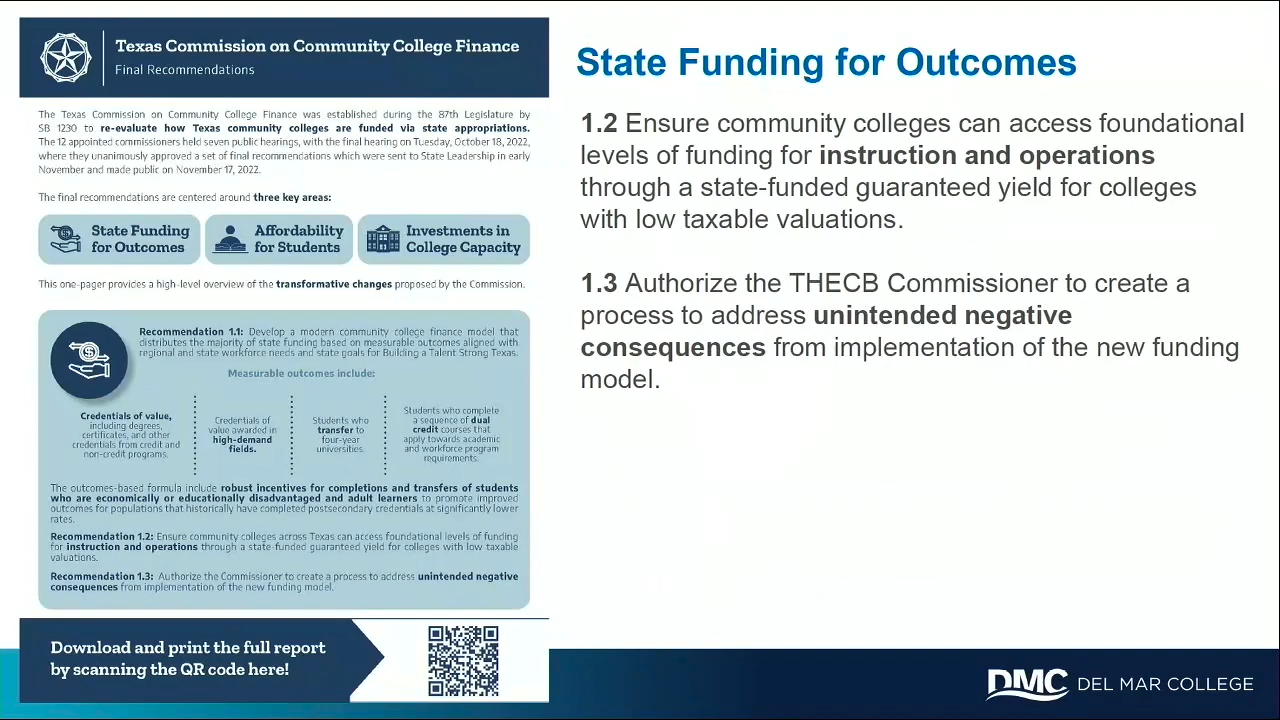 Texas Commission on Community College Finance
Final Recommendations
The Texas Commission on Community College Finance was established during the 87th Legislature by
SB 1230 to re-evaluate how Texas community colleges are funded via state appropriations.
The 12 appointed commissioners held seven public hearings, with the final hearing on Tuesday, October 18, 2022,
where they unanimously approved a set of final recommendations which were sent to State Leadership in early
November and made public on November 17, 2022.
The final recommendations are centered around three key areas:
State Funding
for Outcomes
Affordability
for Students
Investments in
College Capacity
This one-pager provides a high-level overview of the transformative changes proposed by the Commission.
Recommendation 1.1: Develop a modern community college finance model that
distributes the majority of state funding based on measurable outcomes aligned with
regional and state workforce needs and state goals for Building a Talent Strong Texas.
Measurable outcomes include:
Credentials of value,
including degrees,
certificates, and other
credentials from credit and
non-credit programs.
Credentials of
value awarded in
high-demand
fields.
Students who
transfer to
four-year
universities.
Students who complete
a sequence of dual
credit courses that
apply towards academic
and workforce program
requirements.
The outcomes-based formula include robust incentives for completions and transfers of students
who are economically or educationally disadvantaged and adult learners to promote improved
outcomes for populations that historically have completed postsecondary credentials at significantly lower
rates.
Recommendation 1.2: Ensure community colleges across Texas can access foundational levels of funding
for instruction and operations through a state-funded guaranteed yield for colleges with low taxable
valuations.
Recommendation 1.3: Authorize the Commissioner to create a process to address unintended negative
consequences from implementation of the new funding model.
Download and print the full report
by scanning the QR code here!
State Funding for Outcomes
1.2 Ensure community colleges can access foundational
levels of funding for instruction and operations
through a state-funded guaranteed yield for colleges
with low taxable valuations.
1.3 Authorize the THECB Commissioner to create a
process to address unintended negative
consequences from implementation of the new funding
model.
DMC DEL MAR COLLEGE